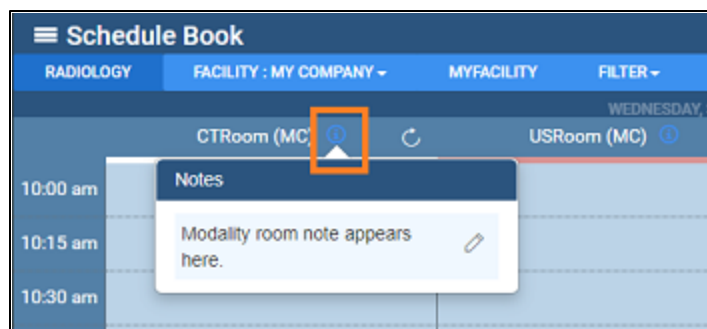 Schedule Book
RADIOLOGY FACILITY : MY COMPANY MYFACILITY FILTER
WEDNESDAY,
CTRoom (MC) USRoom (MC)
Notes
10:00 am
Modality room note appears
here.
10:15 am
10:30 am